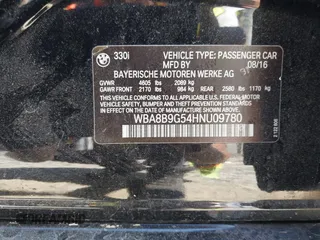 330i VEHICLE TYPE: PASSENGER CAR
MFD BY 08/16
BAYERISCHE MOTOREN WERKE AG
GVWR 4605 lbs 2089 kg
GAWR FRONT 2170 lbs 984 kg REAR 2580 lbs 1170 kg
THIS VEHICLE CONFORMS TO ALL APPLICABLE
FEDERAL MOTOR VEHICLE SAFETY, BUMPER,
AND THEFT PREVENTION STANDARDS IN
EFFECT ON THE DATE OF MANUFACTURE
SHOWN ABOVE.
WBA8B9G54HNU09780